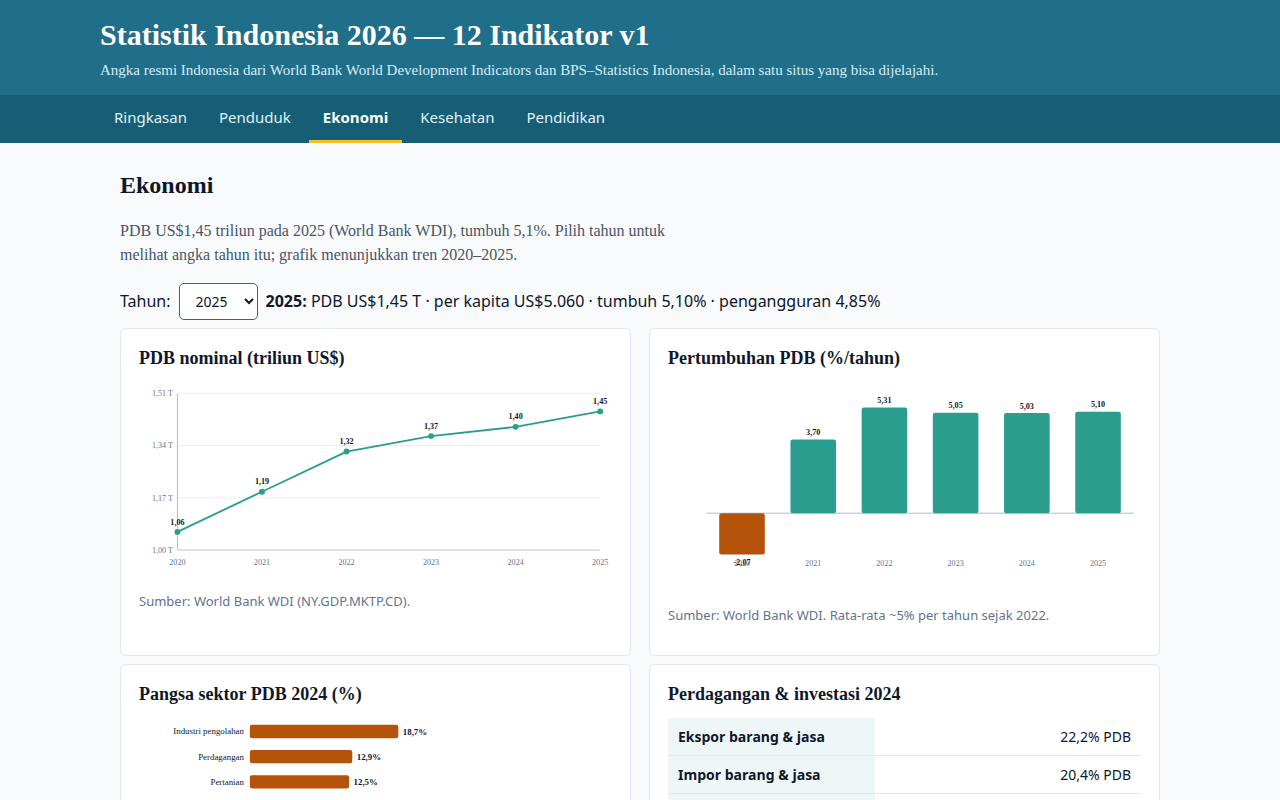 Statistik Indonesia 2026 — 12 Indikator v1
Angka resmi Indonesia dari World Bank World Development Indicators dan BPS–Statistics Indonesia, dalam satu situs yang bisa dijelajahi.
Ringkasan Penduduk Ekonomi Kesehatan Pendidikan
Ekonomi
PDB US$1,45 triliun pada 2025 (World Bank WDI), tumbuh 5,1%. Pilih tahun untuk
melihat angka tahun itu; grafik menunjukkan tren 2020–2025.
Tahun: 2025 2025: PDB US$1,45 T · per kapita US$5.060 · tumbuh 5,10% · pengangguran 4,85%
PDB nominal (triliun US$)
1,51 T
1,34 T
1,17 T
1,00 T
1,06
1,19
1,32
1,37
1,40
1,45
2020 2021 2022 2023 2024 2025
Sumber: World Bank WDI (NY.GDP.MKTP.CD).
Pertumbuhan PDB (%/tahun)
3,70
5,31
5,05
5,03
5,10
2021 2022 2023 2024 2025
Sumber: World Bank WDI. Rata-rata ~5% per tahun sejak 2022.
Pangsa sektor PDB 2024 (%)
Industri pengolahan 18,7%
Perdagangan 12,9%
Pertanian 12,5%
Perdagangan & investasi 2024
Ekspor barang & jasa 22,2% PDB
Impor barang & jasa 20,4% PDB